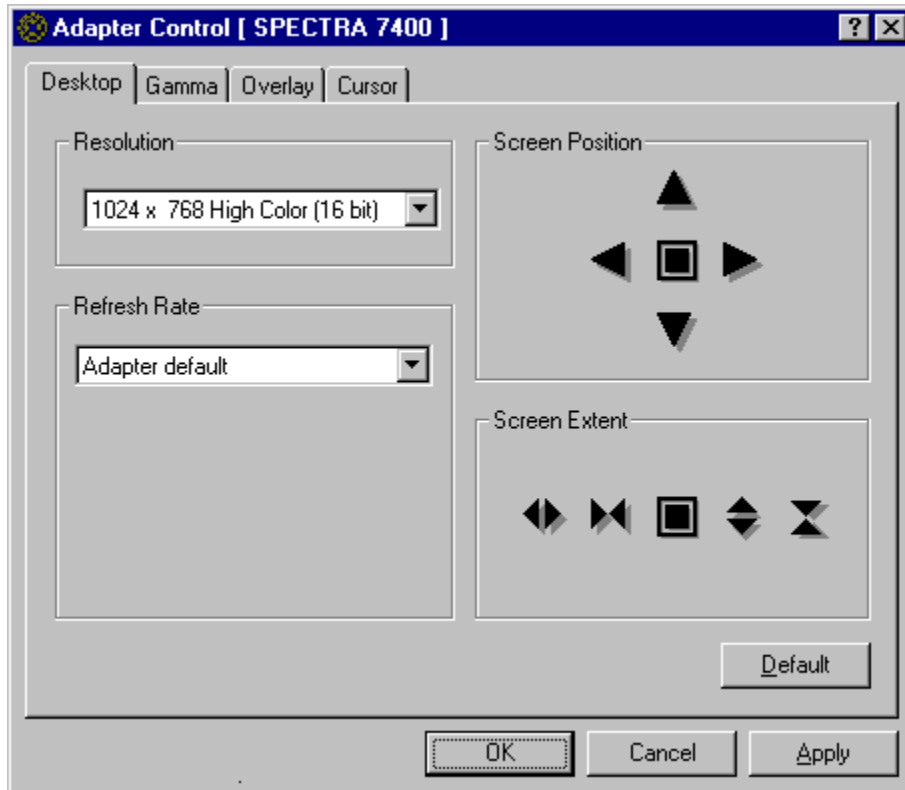 Adapter Control [ SPECTRA 7400 ]
Desktop Gamma Overlay Cursor
Resolution
1024 x  768 High Color (16 bit)
Refresh Rate
Adapter default
Screen Position
Screen Extent
Default
OK Cancel Apply